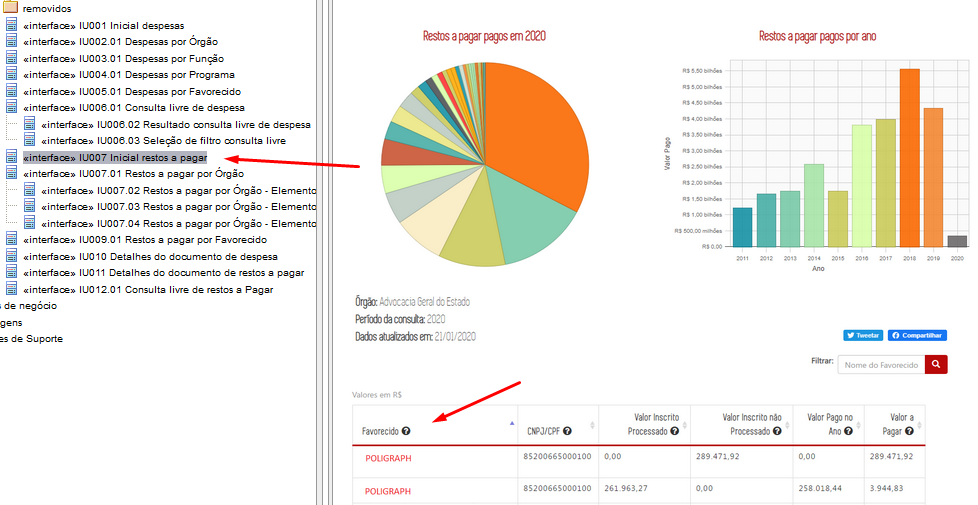 removidos
«interface» IU001 Inicial despesas
«interface» IU002.01 Despesas por Órgão
«interface» IU003.01 Despesas por Função
«interface» IU004.01 Despesas por Programa
«interface» IU005.01 Despesas por Favorecido
«interface» IU006.01 Consulta livre de despesa
«interface» IU006.02 Resultado consulta livre de despesa
«interface» IU006.03 Seleção de filtro consulta livre
«interface» IU007 Inicial restos a pagar
«interface» IU007.01 Restos a pagar por Órgão
«interface» IU007.02 Restos a pagar por Órgão - Elemento
«interface» IU007.03 Restos a pagar por Órgão - Elemento
«interface» IU007.04 Restos a pagar por Órgão - Elemento
«interface» IU009.01 Restos a pagar por Favorecido
«interface» IU010 Detalhes do documento de despesa
«interface» IU011 Detalhes do documento de restos a pagar
«interface» IU012.01 Consulta livre de restos a Pagar
s de negócio
gens
es de Suporte
Restos a pagar pagos em 2020
Restos a pagar pagos por ano
Valor Pago
R$ 5,50 bilhões
R$ 5,00 bilhões
R$ 4,50 bilhões
R$ 4,00 bilhões
R$ 3,50 bilhões
R$ 3,00 bilhões
R$ 2,50 bilhões
R$ 2,00 bilhões
R$ 1,50 bilhões
R$ 1,00 bilhões
R$ 500,00 milhões
R$ 0,00
2011 2012 2013 2014 2015 2016 2017 2018 2019 2020
Ano
Órgão: Advocacia Geral do Estado
Período da consulta: 2020
Dados atualizados em: 21/01/2020
Tweetar
Compartilhar
Filtrar: Nome do Favorecido
Valores em R$
Favorecido CNPJ/CPF Valor Inscrito Processado Valor Inscrito não Processado Valor Pago no Ano Valor a Pagar
POLIGRAPH 85200665000100 0,00 289.471,92 0,00 289.471,92
POLIGRAPH 85200665000100 261.963,27 0,00 258.018,44 3.944,83